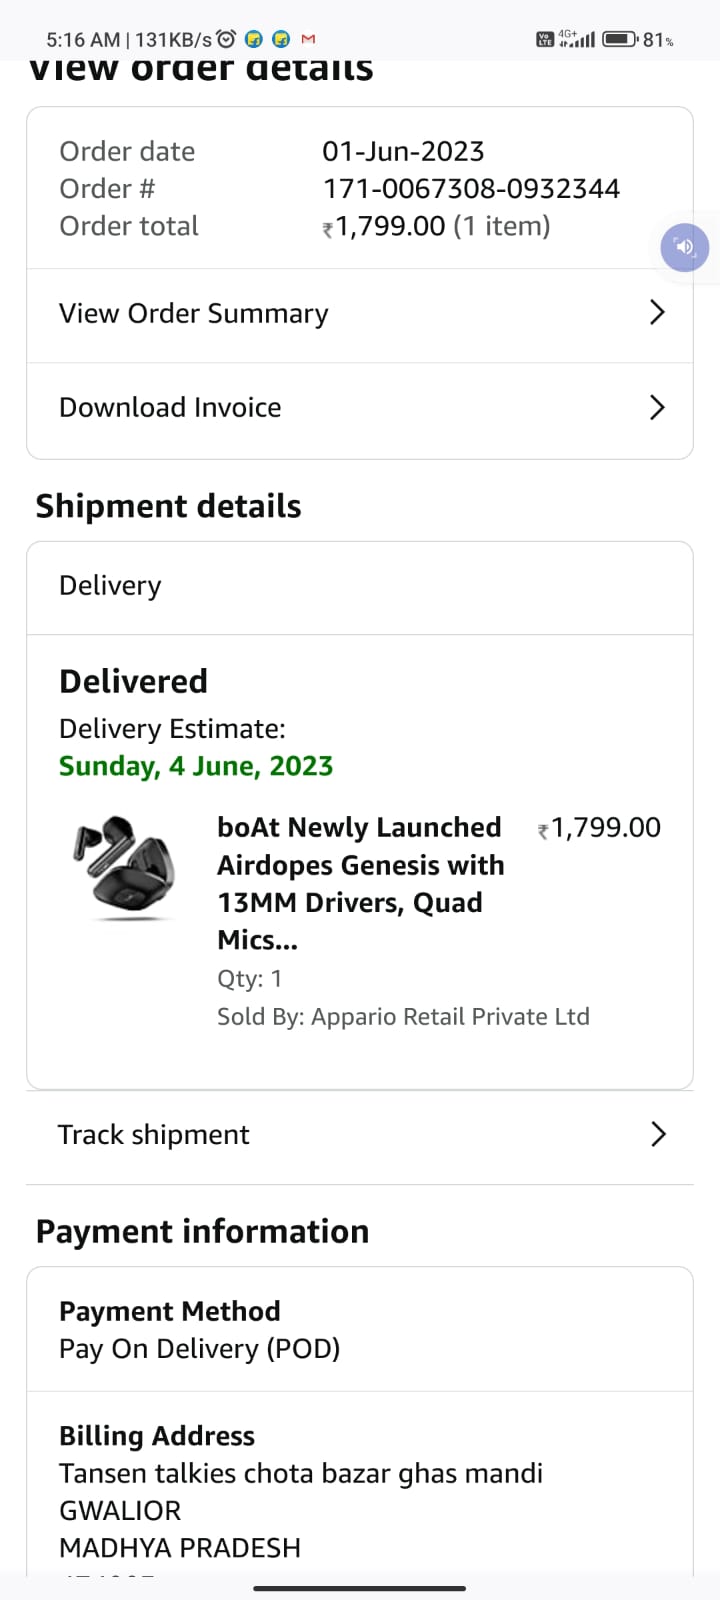 5:16 AM | 131KB/s
Vo LTE 4G+ 81%
View order details
Order date 01-Jun-2023
Order # 171-0067308-0932344
Order total ₹1,799.00 (1 item)
View Order Summary
Download Invoice
Shipment details
Delivery
Delivered
Delivery Estimate:
Sunday, 4 June, 2023
boAt Newly Launched ₹1,799.00
Airdopes Genesis with
13MM Drivers, Quad
Mics...
Qty: 1
Sold By: Appario Retail Private Ltd
Track shipment
Payment information
Payment Method
Pay On Delivery (POD)
Billing Address
Tansen talkies chota bazar ghas mandi
GWALIOR
MADHYA PRADESH